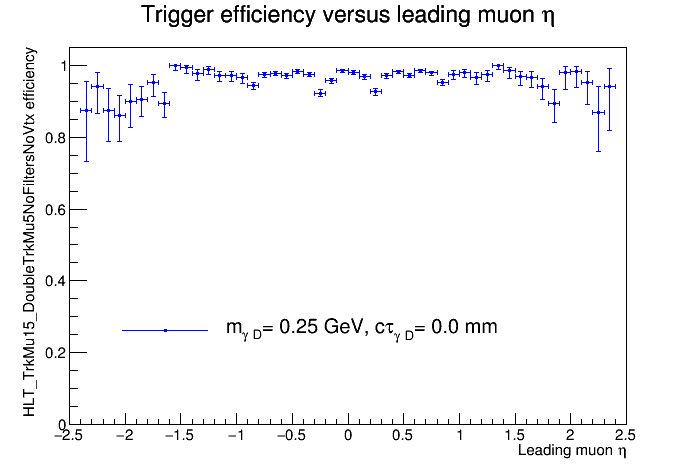 Trigger efficiency versus leading muon η
HLT_TrkMu15_DoubleTrkMu5NoFiltersNoVtx efficiency
1
0.8
0.6
0.4
0.2
0
m_γD= 0.25 GeV, cτ_γD= 0.0 mm
−2.5 −2 −1.5 −1 −0.5 0 0.5 1 1.5 2 2.5
Leading muon η